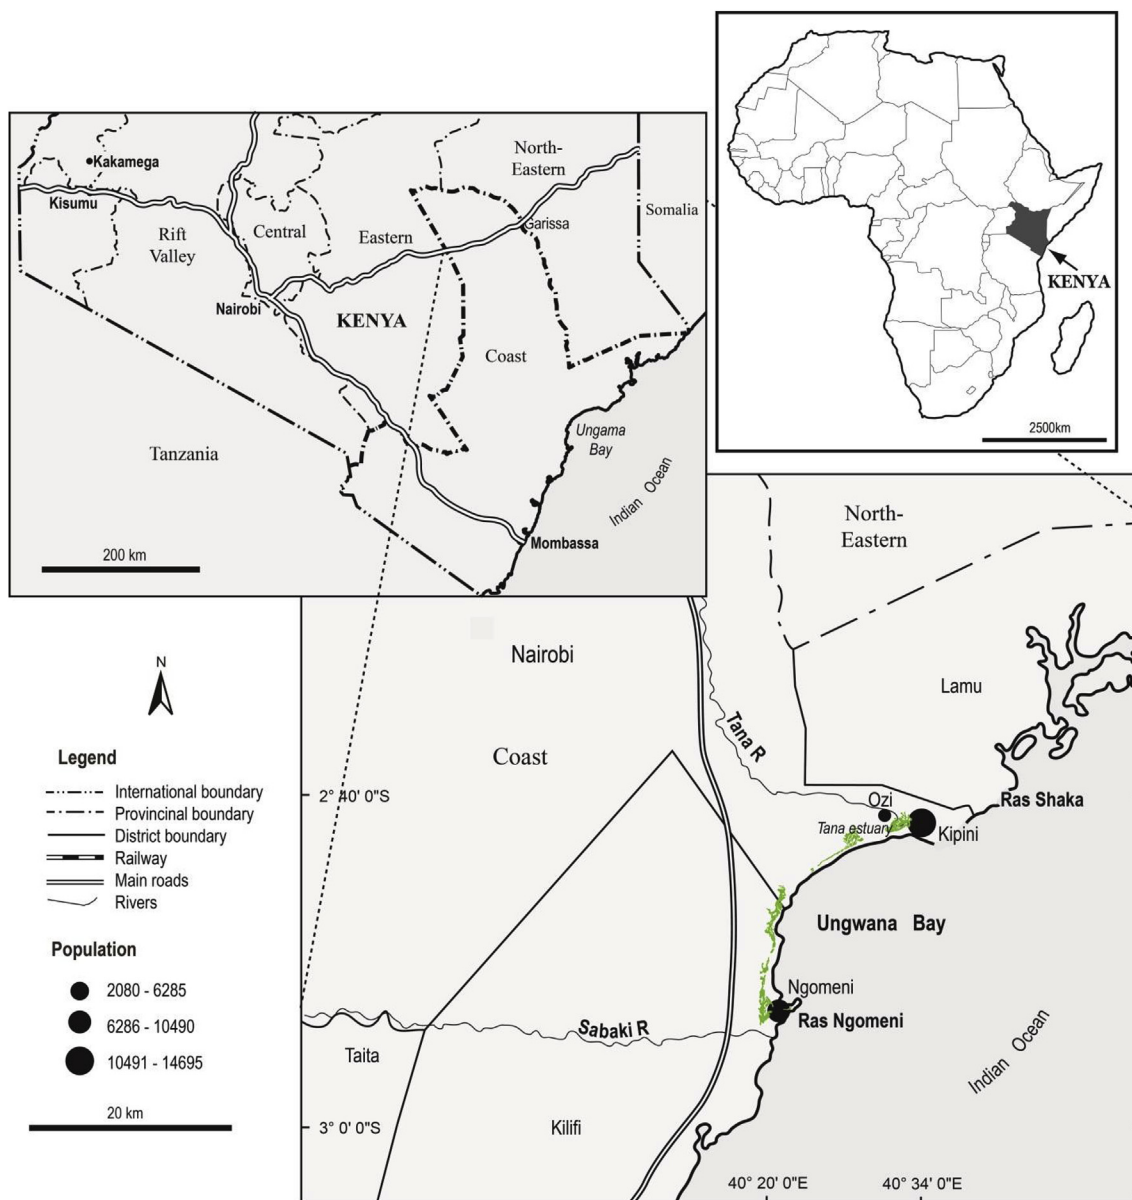 Kakamega
Kisumu
Rift
Valley
Central
Eastern
North-
Eastern
Garissa
Somalia
Nairobi
KENYA
Coast
Tanzania
Ungama
Bay
Indian Ocean
Mombassa
200 km
KENYA
2500km
North-
Eastern
Nairobi
Coast
Lamu
Tana R
Ozi
Tana estuary
Kipini
Ras Shaka
Ungwana Bay
Ngomeni
Ras Ngomeni
Sabaki R
Taita
Kilifi
Indian Ocean
2° 40' 0"S
3° 0' 0"S
40° 20' 0"E
40° 34' 0"E
N
Legend
International boundary
Provincinal boundary
District boundary
Railway
Main roads
Rivers
Population
2080 - 6285
6286 - 10490
10491 - 14695
20 km